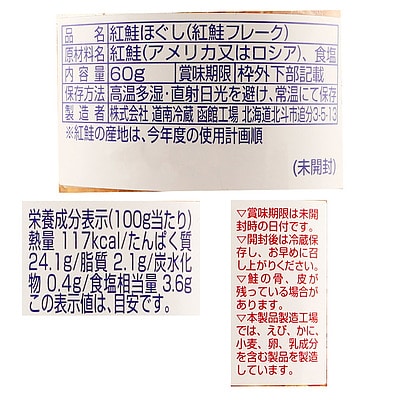 品名 紅鮭ほぐし(紅鮭フレーク)
原材料名 紅鮭(アメリカ又はロシア)、食塩
内容量 60g 賞味期限 枠外下部記載
保存方法 高温多湿・直射日光を避け、常温にて保存
製造者 株式会社 道南冷蔵 函館工場 北海道北斗市追分3-5-13
※紅鮭の産地は、今年度の使用計画順
(未開封)
栄養成分表示(100g当たり)
熱量 117kcal/たんぱく質
24.1g/脂質 2.1g/炭水化
物 0.4g/食塩相当量 3.6g
この表示値は、目安です。
▽賞味期限は未開
封時の日付です。
▽開封後は冷蔵保
存し、お早めに召
し上がりください。
▽鮭の骨、皮が
残っている場合が
あります。
▽本製品製造工場
では、えび、かに、
小麦、卵、乳成分
を含む製品を製造
しています。